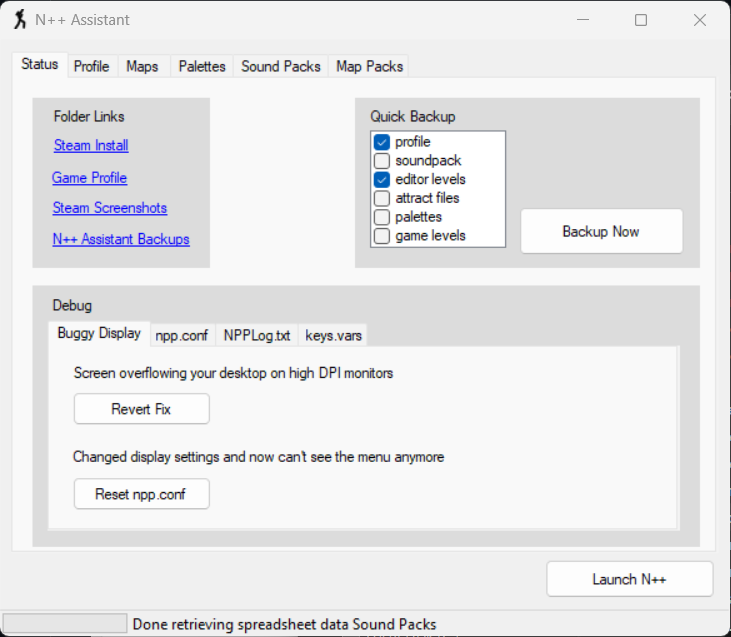 N++ Assistant
Status Profile Maps Palettes Sound Packs Map Packs
Folder Links
Steam Install
Game Profile
Steam Screenshots
N++ Assistant Backups
Quick Backup
profile
soundpack
editor levels
attract files
palettes
game levels
Backup Now
Debug
Buggy Display npp.conf NPPLog.txt keys.vars
Screen overflowing your desktop on high DPI monitors
Revert Fix
Changed display settings and now can't see the menu anymore
Reset npp.conf
Launch N++
Done retrieving spreadsheet data Sound Packs